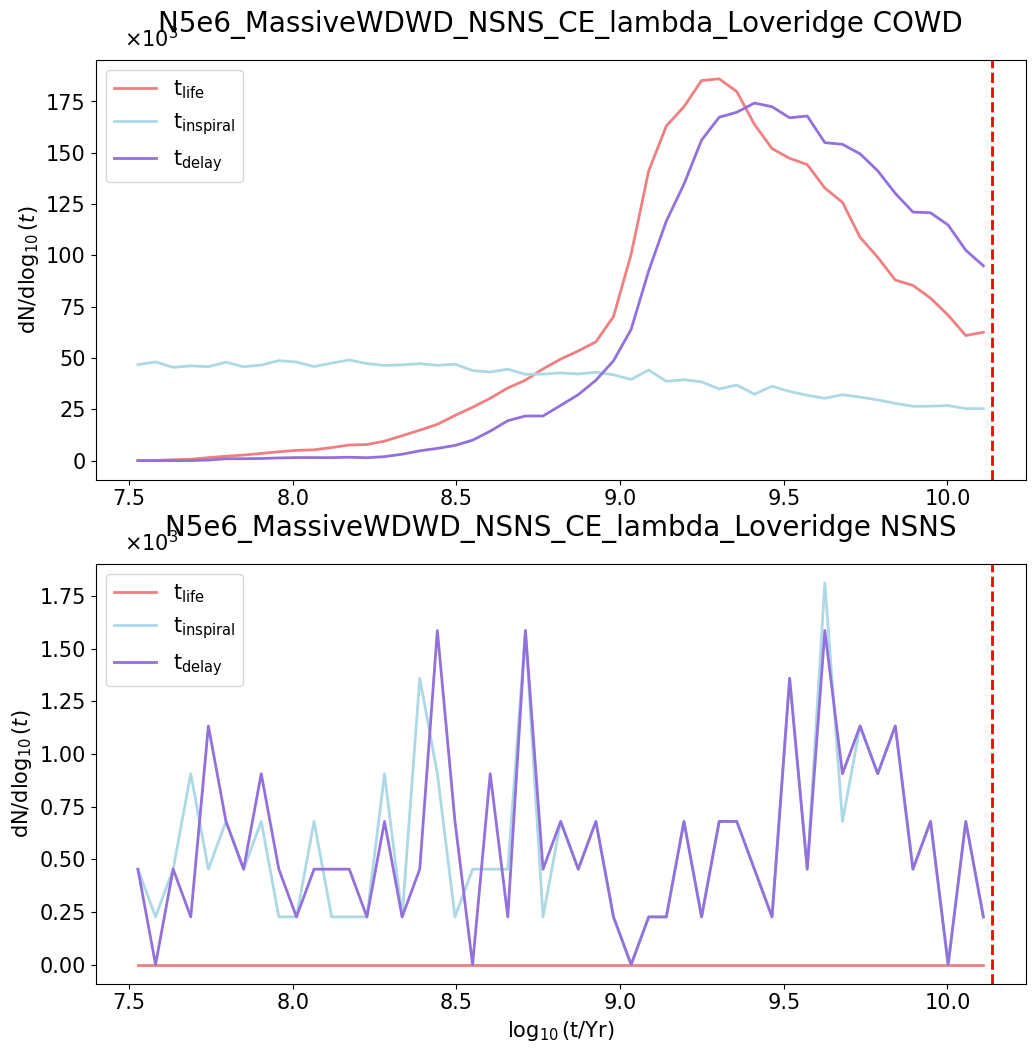 N5e6_MassiveWDWD_NSNS_CE_lambda_Loveridge COWD
×10³
t_life
t_inspiral
t_delay
175
150
125
100
75
50
25
0
dN/dlog₁₀(t)
7.5 8.0 8.5 9.0 9.5 10.0
N5e6_MassiveWDWD_NSNS_CE_lambda_Loveridge NSNS
×10³
t_life
t_inspiral
t_delay
1.75
1.50
1.25
1.00
0.75
0.50
0.25
0.00
dN/dlog₁₀(t)
7.5 8.0 8.5 9.0 9.5 10.0
log₁₀(t/Yr)